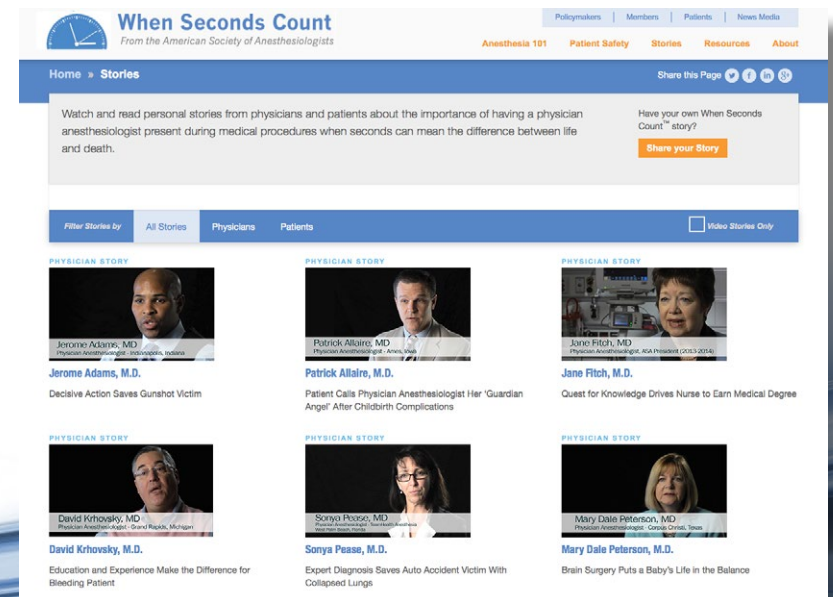 When Seconds Count
From the American Society of Anesthesiologists
Policymakers | Members | Patients | News Media
Anesthesia 101 Patient Safety Stories Resources About
Home » Stories
Share this Page
Watch and read personal stories from physicians and patients about the importance of having a physician
anesthesiologist present during medical procedures when seconds can mean the difference between life
and death.
Have your own When Seconds
Count™ story?
Share your Story
Filter Stories by All Stories Physicians Patients Video Stories Only
PHYSICIAN STORY
Jerome Adams, MD
Physician Anesthesiologist - Indianapolis, Indiana
Jerome Adams, M.D.
Decisive Action Saves Gunshot Victim
PHYSICIAN STORY
Patrick Allaire, MD
Physician Anesthesiologist - Ames, Iowa
Patrick Allaire, M.D.
Patient Calls Physician Anesthesiologist Her 'Guardian
Angel' After Childbirth Complications
PHYSICIAN STORY
Jane Fitch, MD
Physician Anesthesiologist, ASA President (2013-2014)
Jane Fitch, M.D.
Quest for Knowledge Drives Nurse to Earn Medical Degree
PHYSICIAN STORY
David Krhovsky, MD
Physician Anesthesiologist - Grand Rapids, Michigan
David Krhovsky, M.D.
Education and Experience Make the Difference for
Bleeding Patient
PHYSICIAN STORY
Sonya Pease, MD
Physician Anesthesiologist - TeamHealth Anesthesia
West Palm Beach, Florida
Sonya Pease, M.D.
Expert Diagnosis Saves Auto Accident Victim With
Collapsed Lungs
PHYSICIAN STORY
Mary Dale Peterson, MD
Physician Anesthesiologist - Corpus Christi, Texas
Mary Dale Peterson, M.D.
Brain Surgery Puts a Baby's Life in the Balance